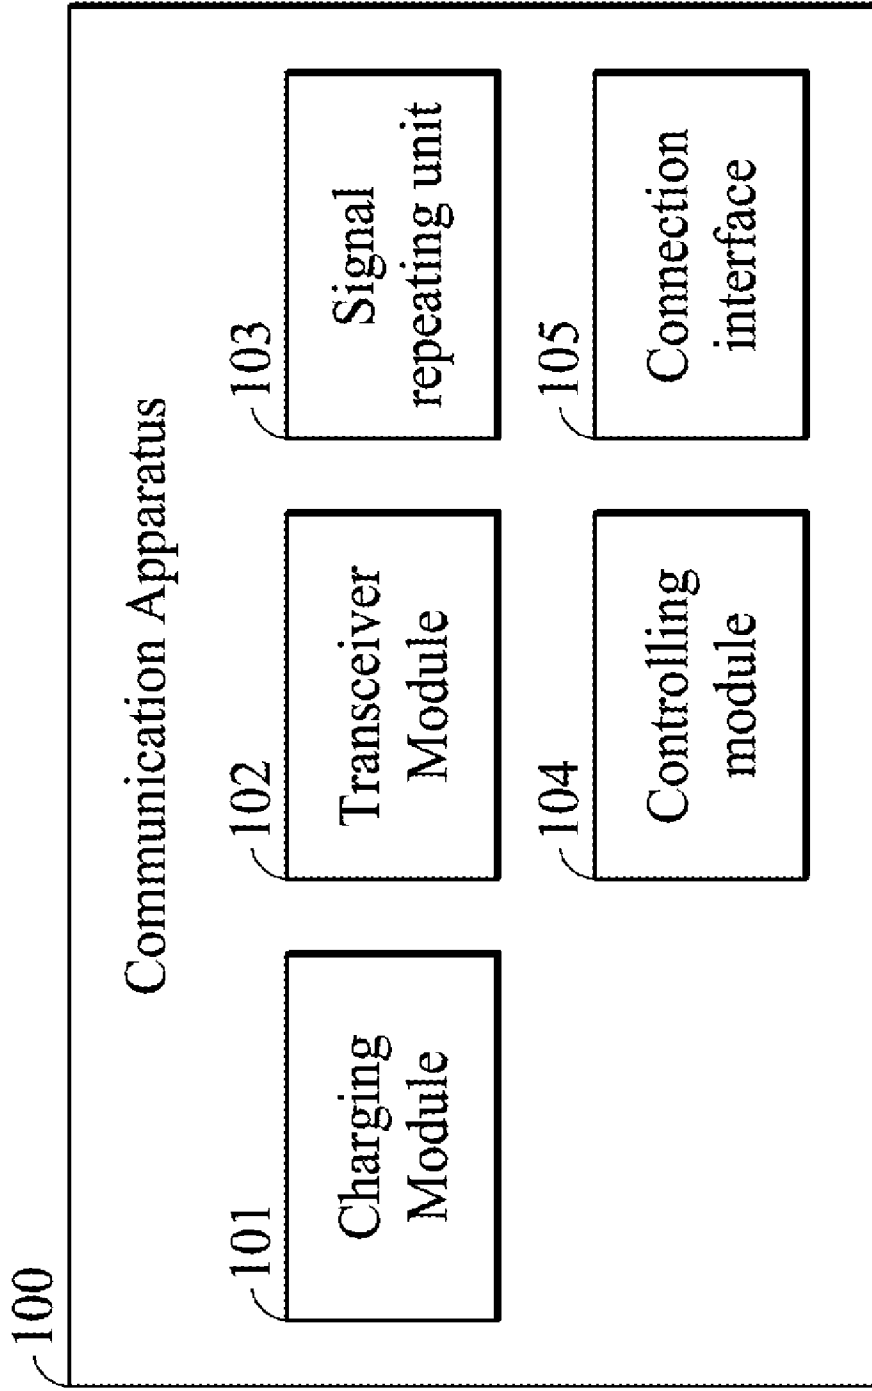 100
Communication Apparatus
101
Charging
Module
102
Transceiver
Module
103
Signal
repeating unit
104
Controlling
module
105
Connection
interface